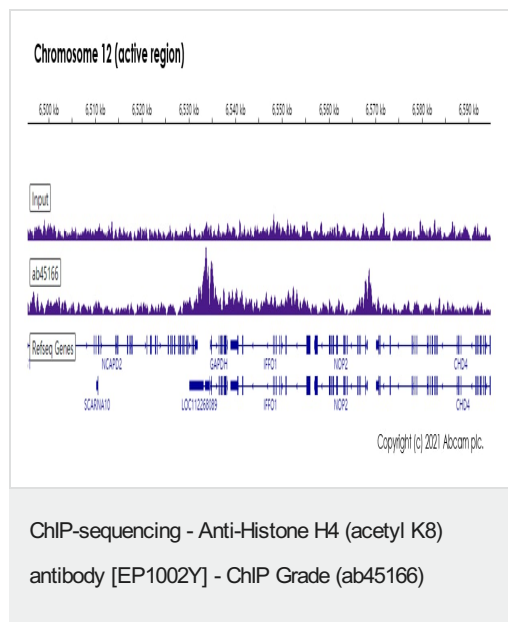 Chromosome 12 (active region)
6,500 kb 6,510 kb 6,520 kb 6,530 kb 6,540 kb 6,550 kb 6,560 kb 6,570 kb 6,580 kb 6,590 kb
Input
ab45166
Refseq Genes
NCAPD2 GAPDH IFFO1 NOP2 CHD4
SCARNA10 LOC112268089 IFFO1 NOP2 CHD4
Copyright (c) 2021 Abcam plc.
ChIP-sequencing - Anti-Histone H4 (acetyl K8)
antibody [EP1002Y] - ChIP Grade (ab45166)